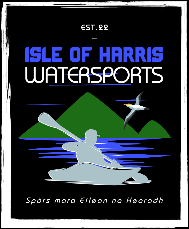 EST.22
ISLE OF HARRIS
WATERSPORTS
Spors mara Eilean na Hearadh